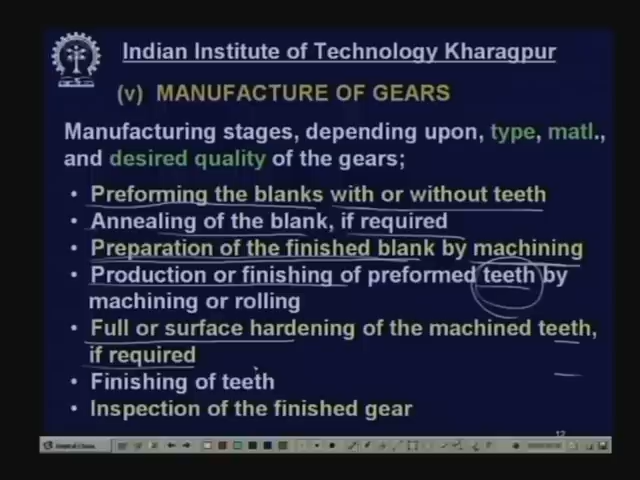 Indian Institute of Technology Kharagpur
(v) MANUFACTURE OF GEARS
Manufacturing stages, depending upon, type, matl.,
and desired quality of the gears;
• Preforming the blanks with or without teeth
• Annealing of the blank, if required
• Preparation of the finished blank by machining
• Production or finishing of preformed teeth by
machining or rolling
• Full or surface hardening of the machined teeth,
if required
• Finishing of teeth
• Inspection of the finished gear